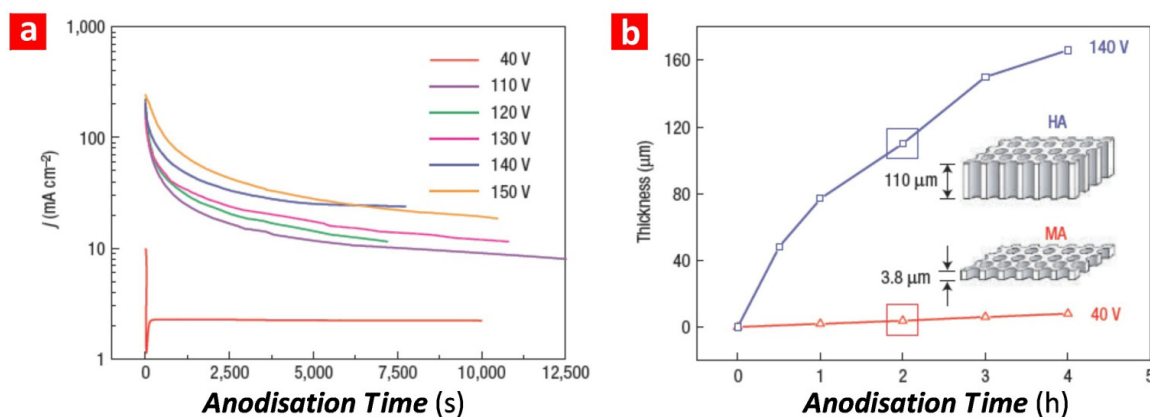 a
1,000
100
10
1
J (mA cm⁻²)
40 V
110 V
120 V
130 V
140 V
150 V
0
2,500
5,000
7,500
10,000
12,500
Anodisation Time (s)
b
160
120
80
40
0
Thickness (μm)
140 V
HA
110 μm
MA
3.8 μm
40 V
0
1
2
3
4
5
Anodisation Time (h)